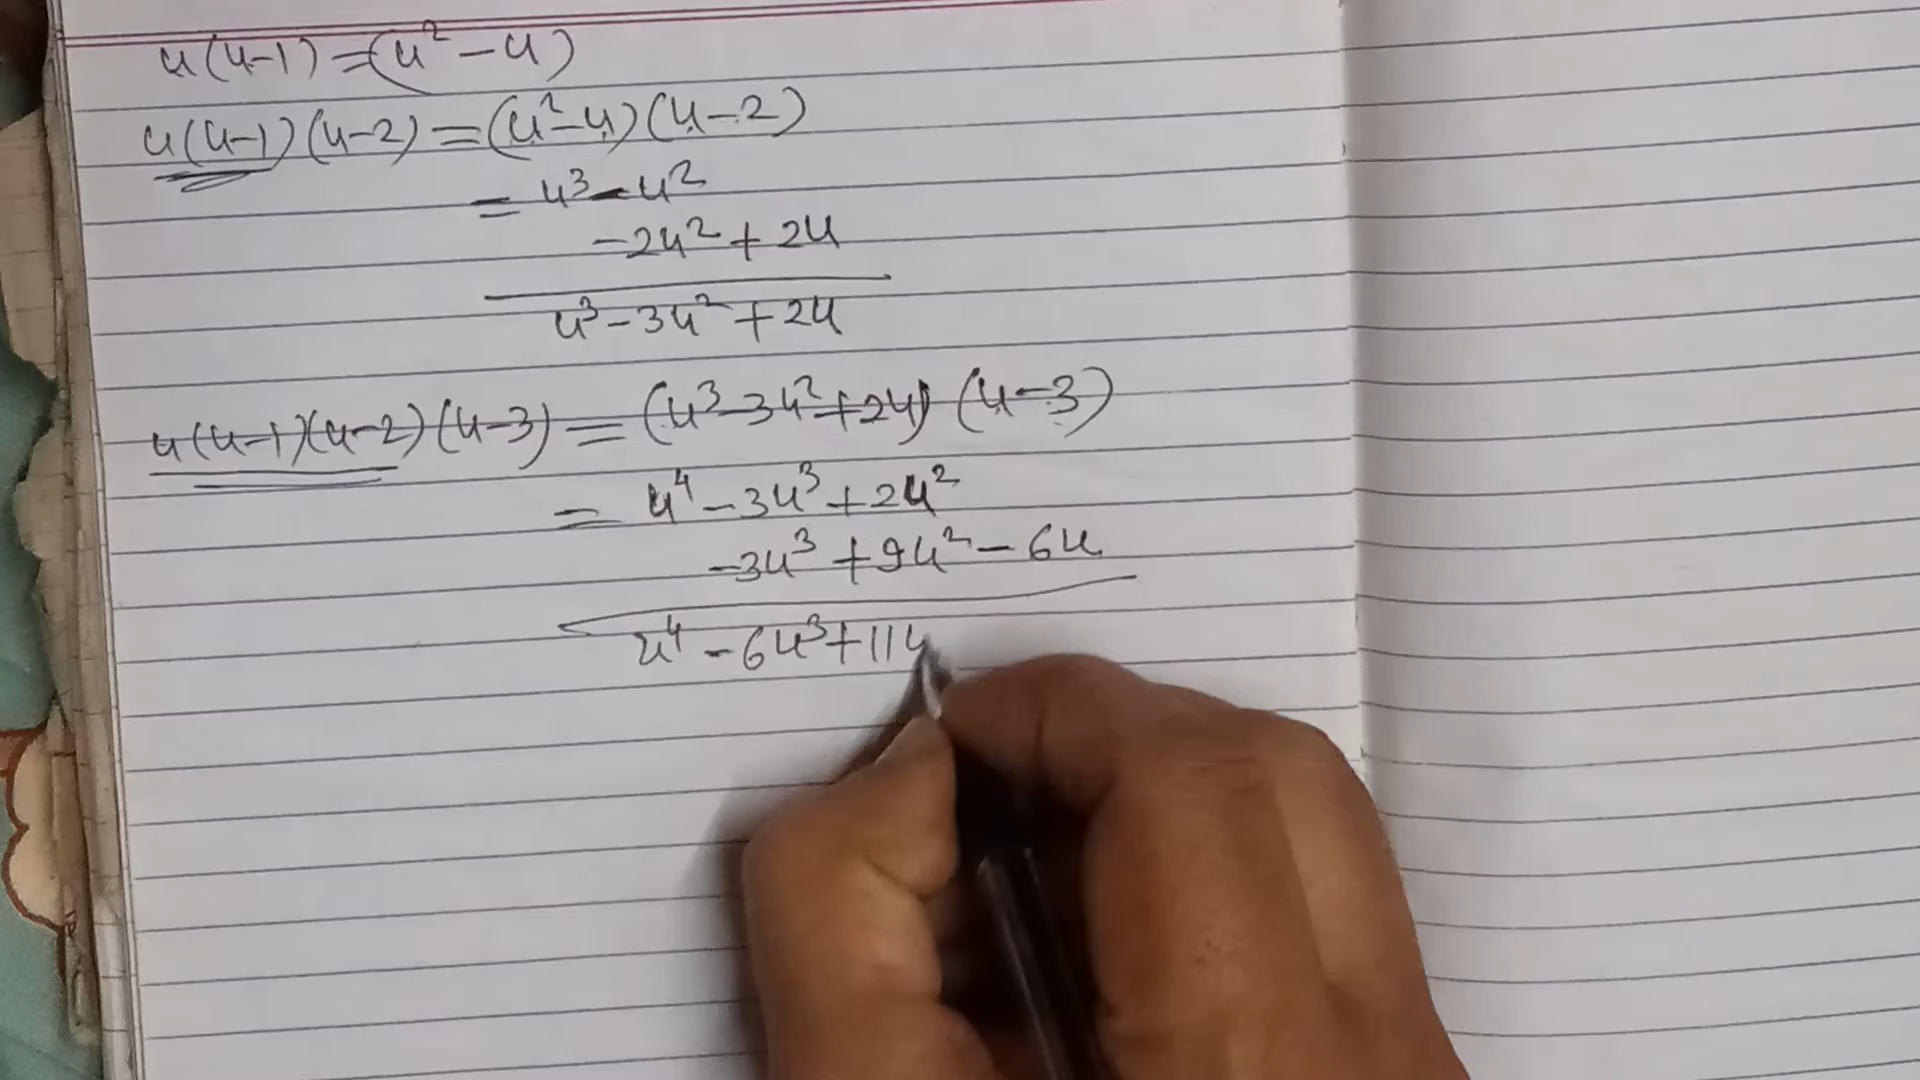 u(u-1) = (u² - u)
u(u-1)(u-2) = (u² - u)(u-2)
= u³ - u²
-2u² + 2u
u³ - 3u² + 2u
u(u-1)(u-2)(u-3) = (u³ - 3u² + 2u)(u-3)
= u⁴ - 3u³ + 2u²
-3u³ + 9u² - 6u
u⁴ - 6u³ + 11u